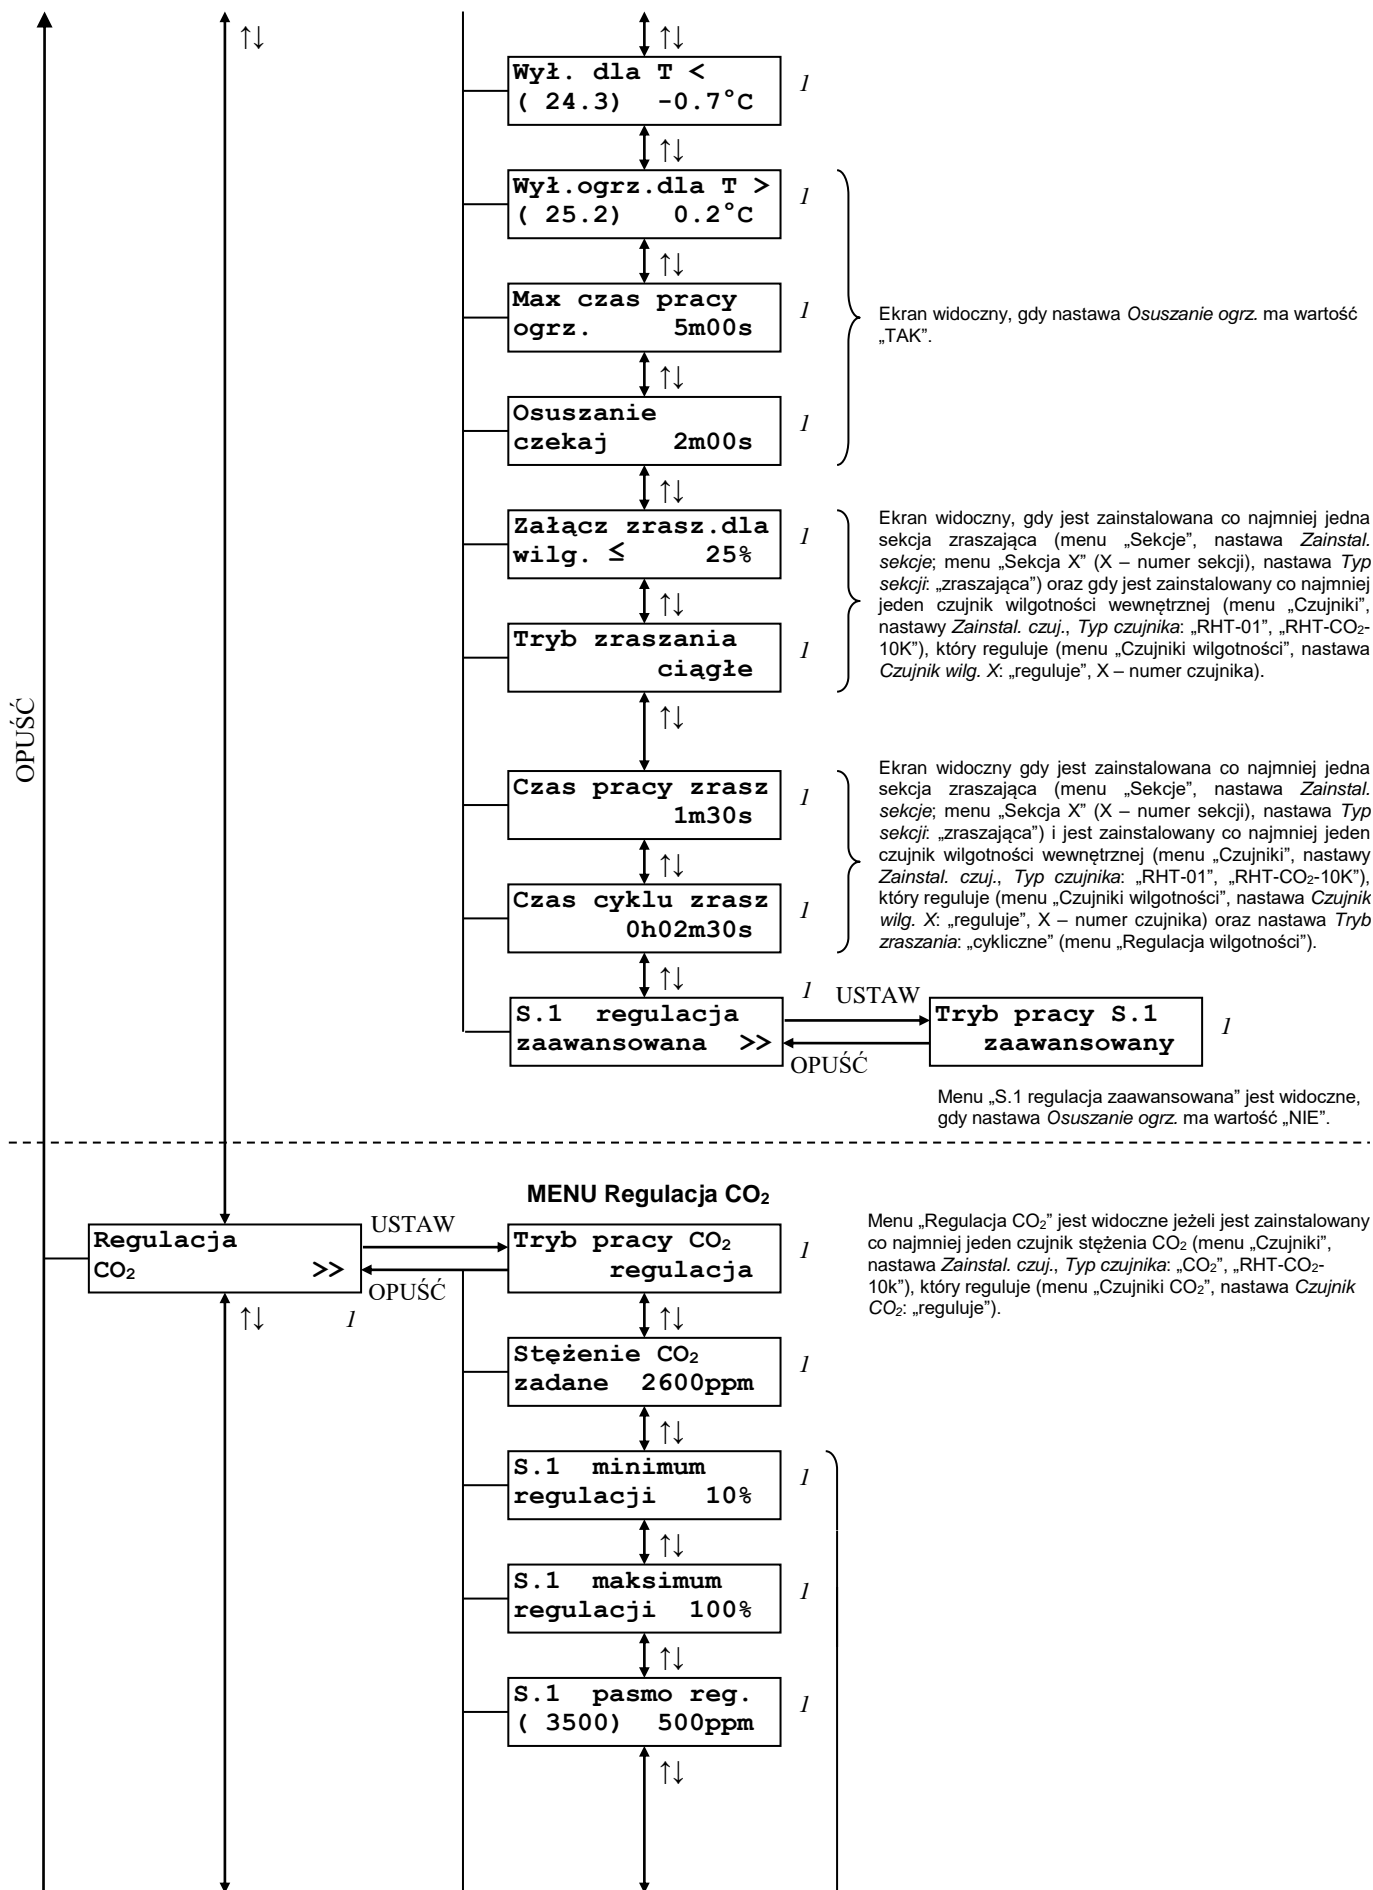 ↑↓
↑↓
Wył. dla T <
( 24.3) -0.7°C
1
↑↓
Wył.ogrz.dla T >
( 25.2) 0.2°C
1
↑↓
Max czas pracy
ogrz. 5m00s
1
Ekran widoczny, gdy nastawa Osuszanie ogrz. ma wartość
„TAK”.
↑↓
Osuszanie
czekaj 2m00s
1
↑↓
Załącz zrasz.dla
wilg. ≤ 25%
1
Ekran widoczny, gdy jest zainstalowana co najmniej jedna
sekcja zraszająca (menu „Sekcje”, nastawa Zainstal.
sekcje; menu „Sekcja X” (X – numer sekcji), nastawa Typ
sekcji: „zraszająca”) oraz gdy jest zainstalowany co najmniej
jeden czujnik wilgotności wewnętrznej (menu „Czujniki”,
nastawy Zainstal. czuj., Typ czujnika: „RHT-01”, „RHT-CO₂-
10K”), który reguluje (menu „Czujniki wilgotności”, nastawa
Czujnik wilg. X: „reguluje”, X – numer czujnika).
↑↓
Tryb zraszania
ciągłe
1
↑↓
OPUŚĆ
Czas pracy zrasz
1m30s
1
Ekran widoczny gdy jest zainstalowana co najmniej jedna
sekcja zraszająca (menu „Sekcje”, nastawa Zainstal.
sekcje; menu „Sekcja X” (X – numer sekcji), nastawa Typ
sekcji: „zraszająca”) i jest zainstalowany co najmniej jeden
czujnik wilgotności wewnętrznej (menu „Czujniki”, nastawy
Zainstal. czuj., Typ czujnika: „RHT-01”, „RHT-CO₂-10K”),
który reguluje (menu „Czujniki wilgotności”, nastawa Czujnik
wilg. X: „reguluje”, X – numer czujnika) oraz nastawa Tryb
zraszania: „cykliczne” (menu „Regulacja wilgotności”).
↑↓
Czas cyklu zrasz
0h02m30s
1
↑↓
S.1 regulacja
zaawansowana >>
1
USTAW
OPUŚĆ
Tryb pracy S.1
zaawansowany
1
Menu „S.1 regulacja zaawansowana” jest widoczne,
gdy nastawa Osuszanie ogrz. ma wartość „NIE”.
MENU Regulacja CO₂
Regulacja
CO₂ >>
1
↑↓
USTAW
OPUŚĆ
Tryb pracy CO₂
regulacja
1
Menu „Regulacja CO₂” jest widoczne jeżeli jest zainstalowany
co najmniej jeden czujnik stężenia CO₂ (menu „Czujniki”,
nastawa Zainstal. czuj., Typ czujnika: „CO₂”, „RHT-CO₂-
10k”), który reguluje (menu „Czujniki CO₂”, nastawa Czujnik
CO₂: „reguluje”).
↑↓
Stężenie CO₂
zadane 2600ppm
1
↑↓
S.1 minimum
regulacji 10%
1
↑↓
S.1 maksimum
regulacji 100%
1
↑↓
S.1 pasmo reg.
( 3500) 500ppm
1
↑↓